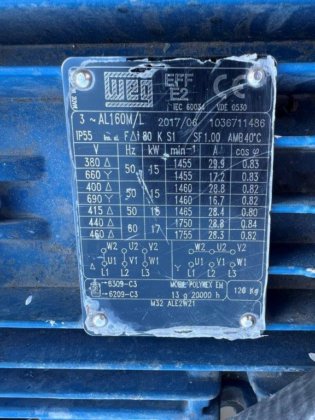 WEG EFF E2 CE
IEC 60034 VDE 0530
3 ~ AL160M/L 2017/06 1036711486
IP55 80 K S1 SF1.00 AMB40°C
V Hz kW min⁻¹ A cos φ
380 Δ 50 15 1455 29.9 0.83
660 Y 1455 17.2 0.83
400 Δ 50 15 1460 28.8 0.82
690 Y 1460 16.7 0.82
415 Δ 50 15 1465 28.4 0.80
440 Δ 60 17 1750 0.83
460 Δ 1755 28.3 0.82
W2 U2 V2 W2 U2 V2
Δ U1 V1 W1 Y U1 V1 W1
L1 L2 L3 L1 L2 L3
6309-C3 MOBIL POLYREX EM
6209-C3 13 g 20000 h 126 Kg
M32 ALE2W21